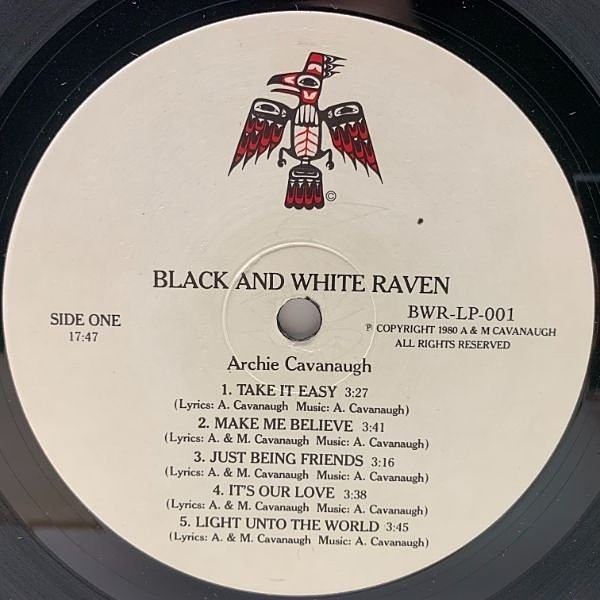 ©
BLACK AND WHITE RAVEN
SIDE ONE
17:47
BWR-LP-001
℗ COPYRIGHT 1980 A & M CAVANAUGH
ALL RIGHTS RESERVED
Archie Cavanaugh
1. TAKE IT EASY 3:27
(Lyrics: A. Cavanaugh Music: A. Cavanaugh)
2. MAKE ME BELIEVE 3:41
(Lyrics: A. & M. Cavanaugh Music: A. Cavanaugh)
3. JUST BEING FRIENDS 3:16
(Lyrics: A. & M. Cavanaugh Music: A. Cavanaugh)
4. IT'S OUR LOVE 3:38
(Lyrics: A. & M. Cavanaugh Music: A. Cavanaugh)
5. LIGHT UNTO THE WORLD 3:45
(Lyrics: A. & M. Cavanaugh Music: A. Cavanaugh)